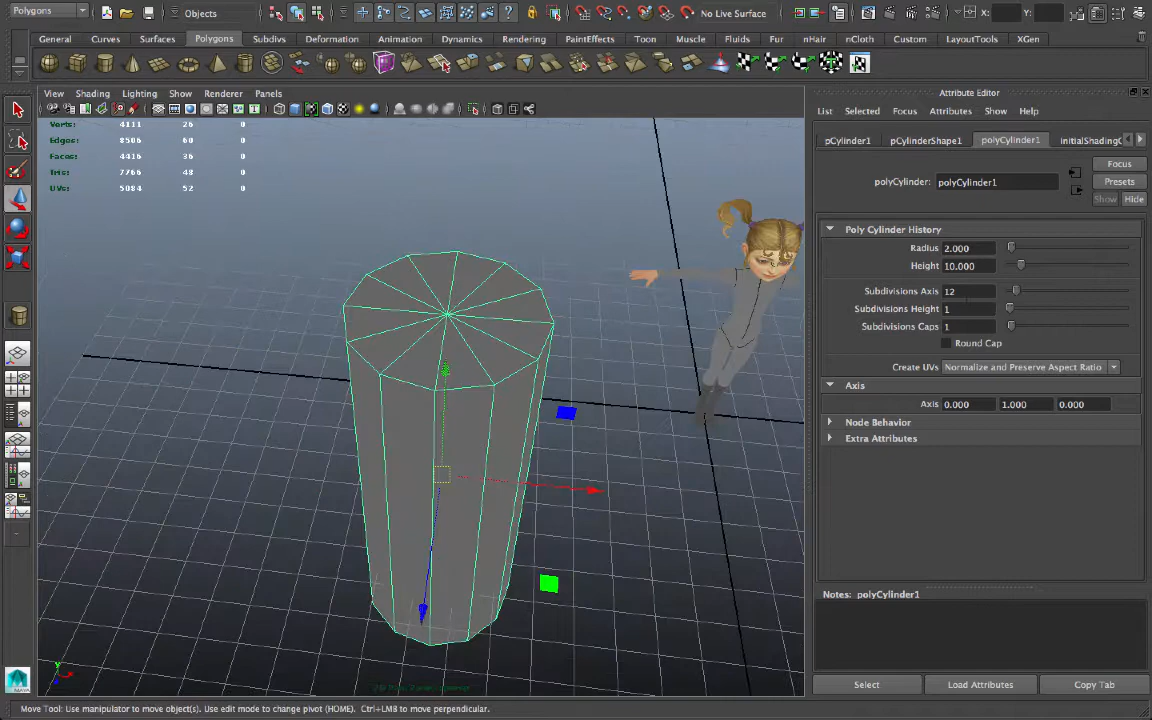 Polygons
Objects
No Live Surface
X:
Y:
General Curves Surfaces Polygons Subdivs Deformation Animation Dynamics Rendering PaintEffects Toon Muscle Fluids Fur nHair nCloth Custom LayoutTools XGen
View Shading Lighting Show Renderer Panels
Verts: 4111 26 0
Edges: 8506 60 0
Faces: 4416 36 0
Tris: 7766 48 0
UVs: 5084 52 0
Attribute Editor
List Selected Focus Attributes Show Help
pCylinder1 pCylinderShape1 polyCylinder1 initialShadingG
Focus
polyCylinder: polyCylinder1
Presets
Show Hide
Poly Cylinder History
Radius 2.000
Height 10.000
Subdivisions Axis 12
Subdivisions Height 1
Subdivisions Caps 1
Round Cap
Create UVs Normalize and Preserve Aspect Ratio
Axis
Axis 0.000 1.000 0.000
Node Behavior
Extra Attributes
Notes: polyCylinder1
Select Load Attributes Copy Tab
MAYA
Move Tool: Use manipulator to move object(s). Use edit mode to change pivot (HOME). Ctrl+LMB to move perpendicular.